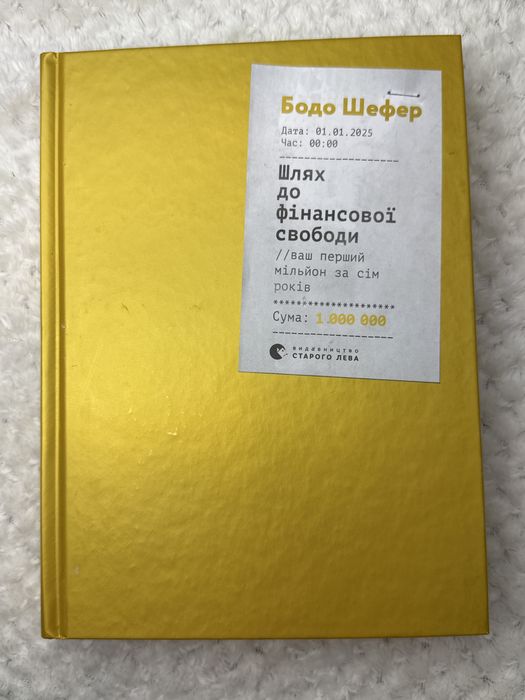 Бодо Шефер
Дата: 01.01.2025
Час: 00:00
--------------------
Шлях
до
фінансової
свободи
//ваш перший
мільйон за сім
років
*********************
Сума: 1 000 000
--------------------
видавництво
СТАРОГО ЛЕВА